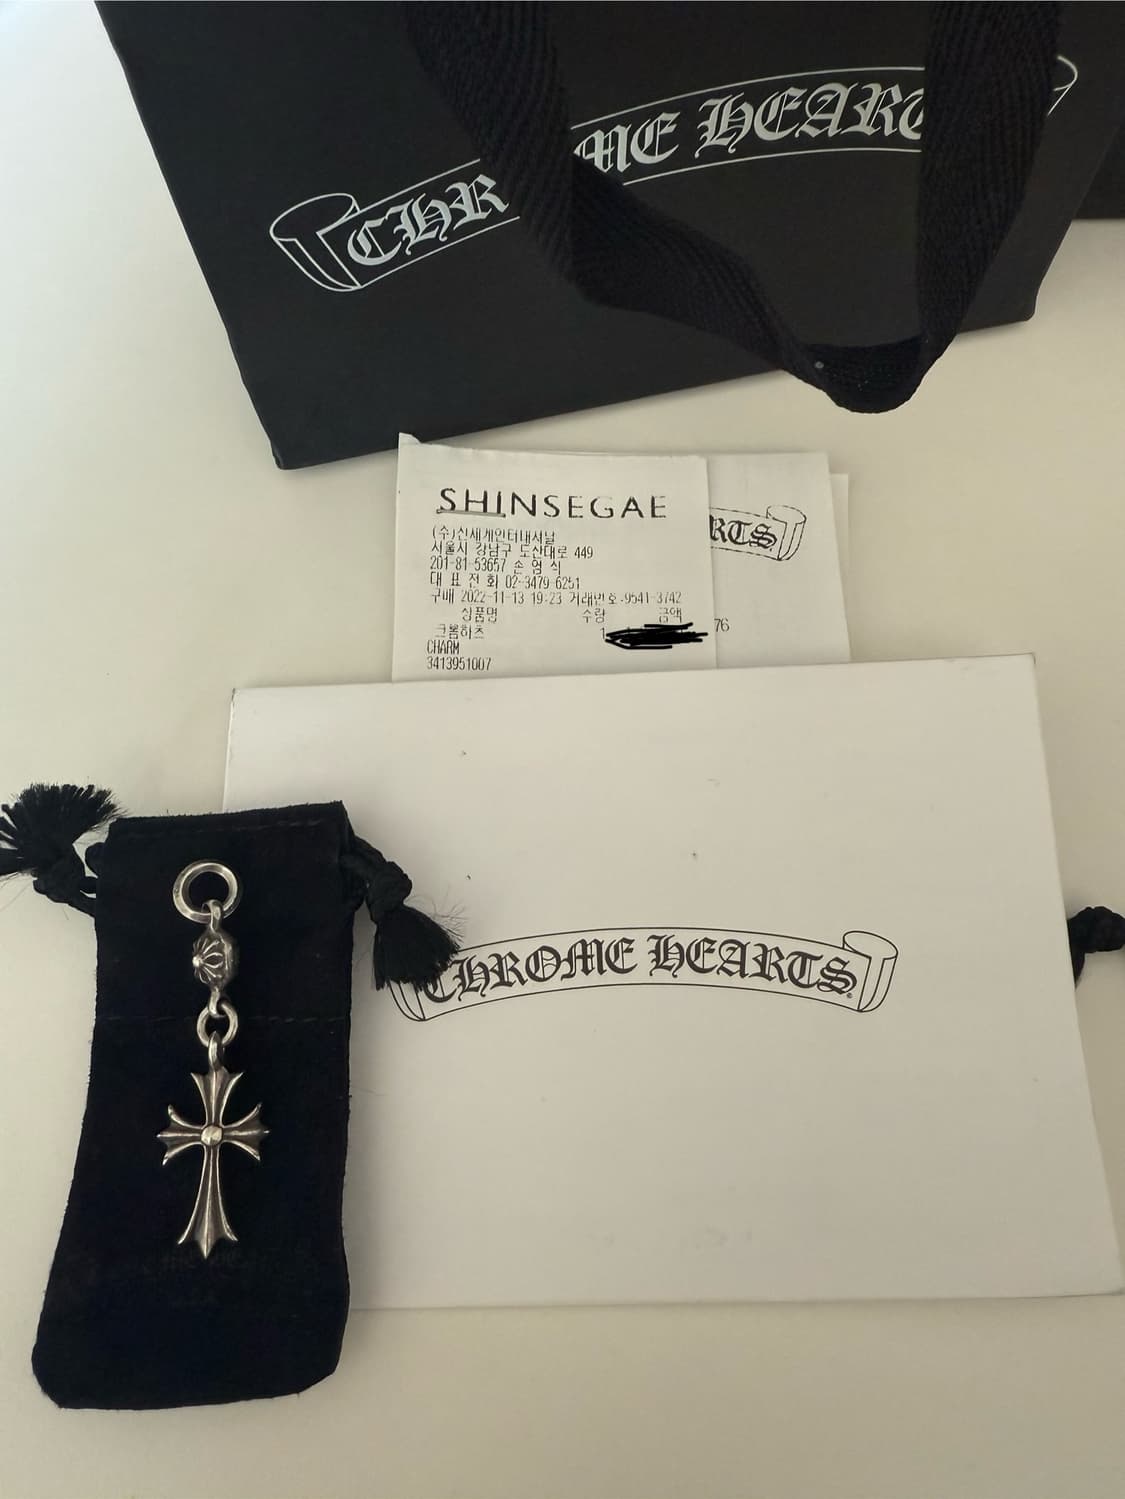 CHROME HEARTS
SHINSEGAE
(주)신세계인터내셔날
서울시 강남구 도산대로 449
201-81-53657 손 영 식
대 표 전 화 02-3479-6251
구매 2022-11-13 19:23 거래번호:9541-3742
상품명 수량 금액
크롬하츠 1
CHARM
3413951007
RTS
76
CHROME HEARTS